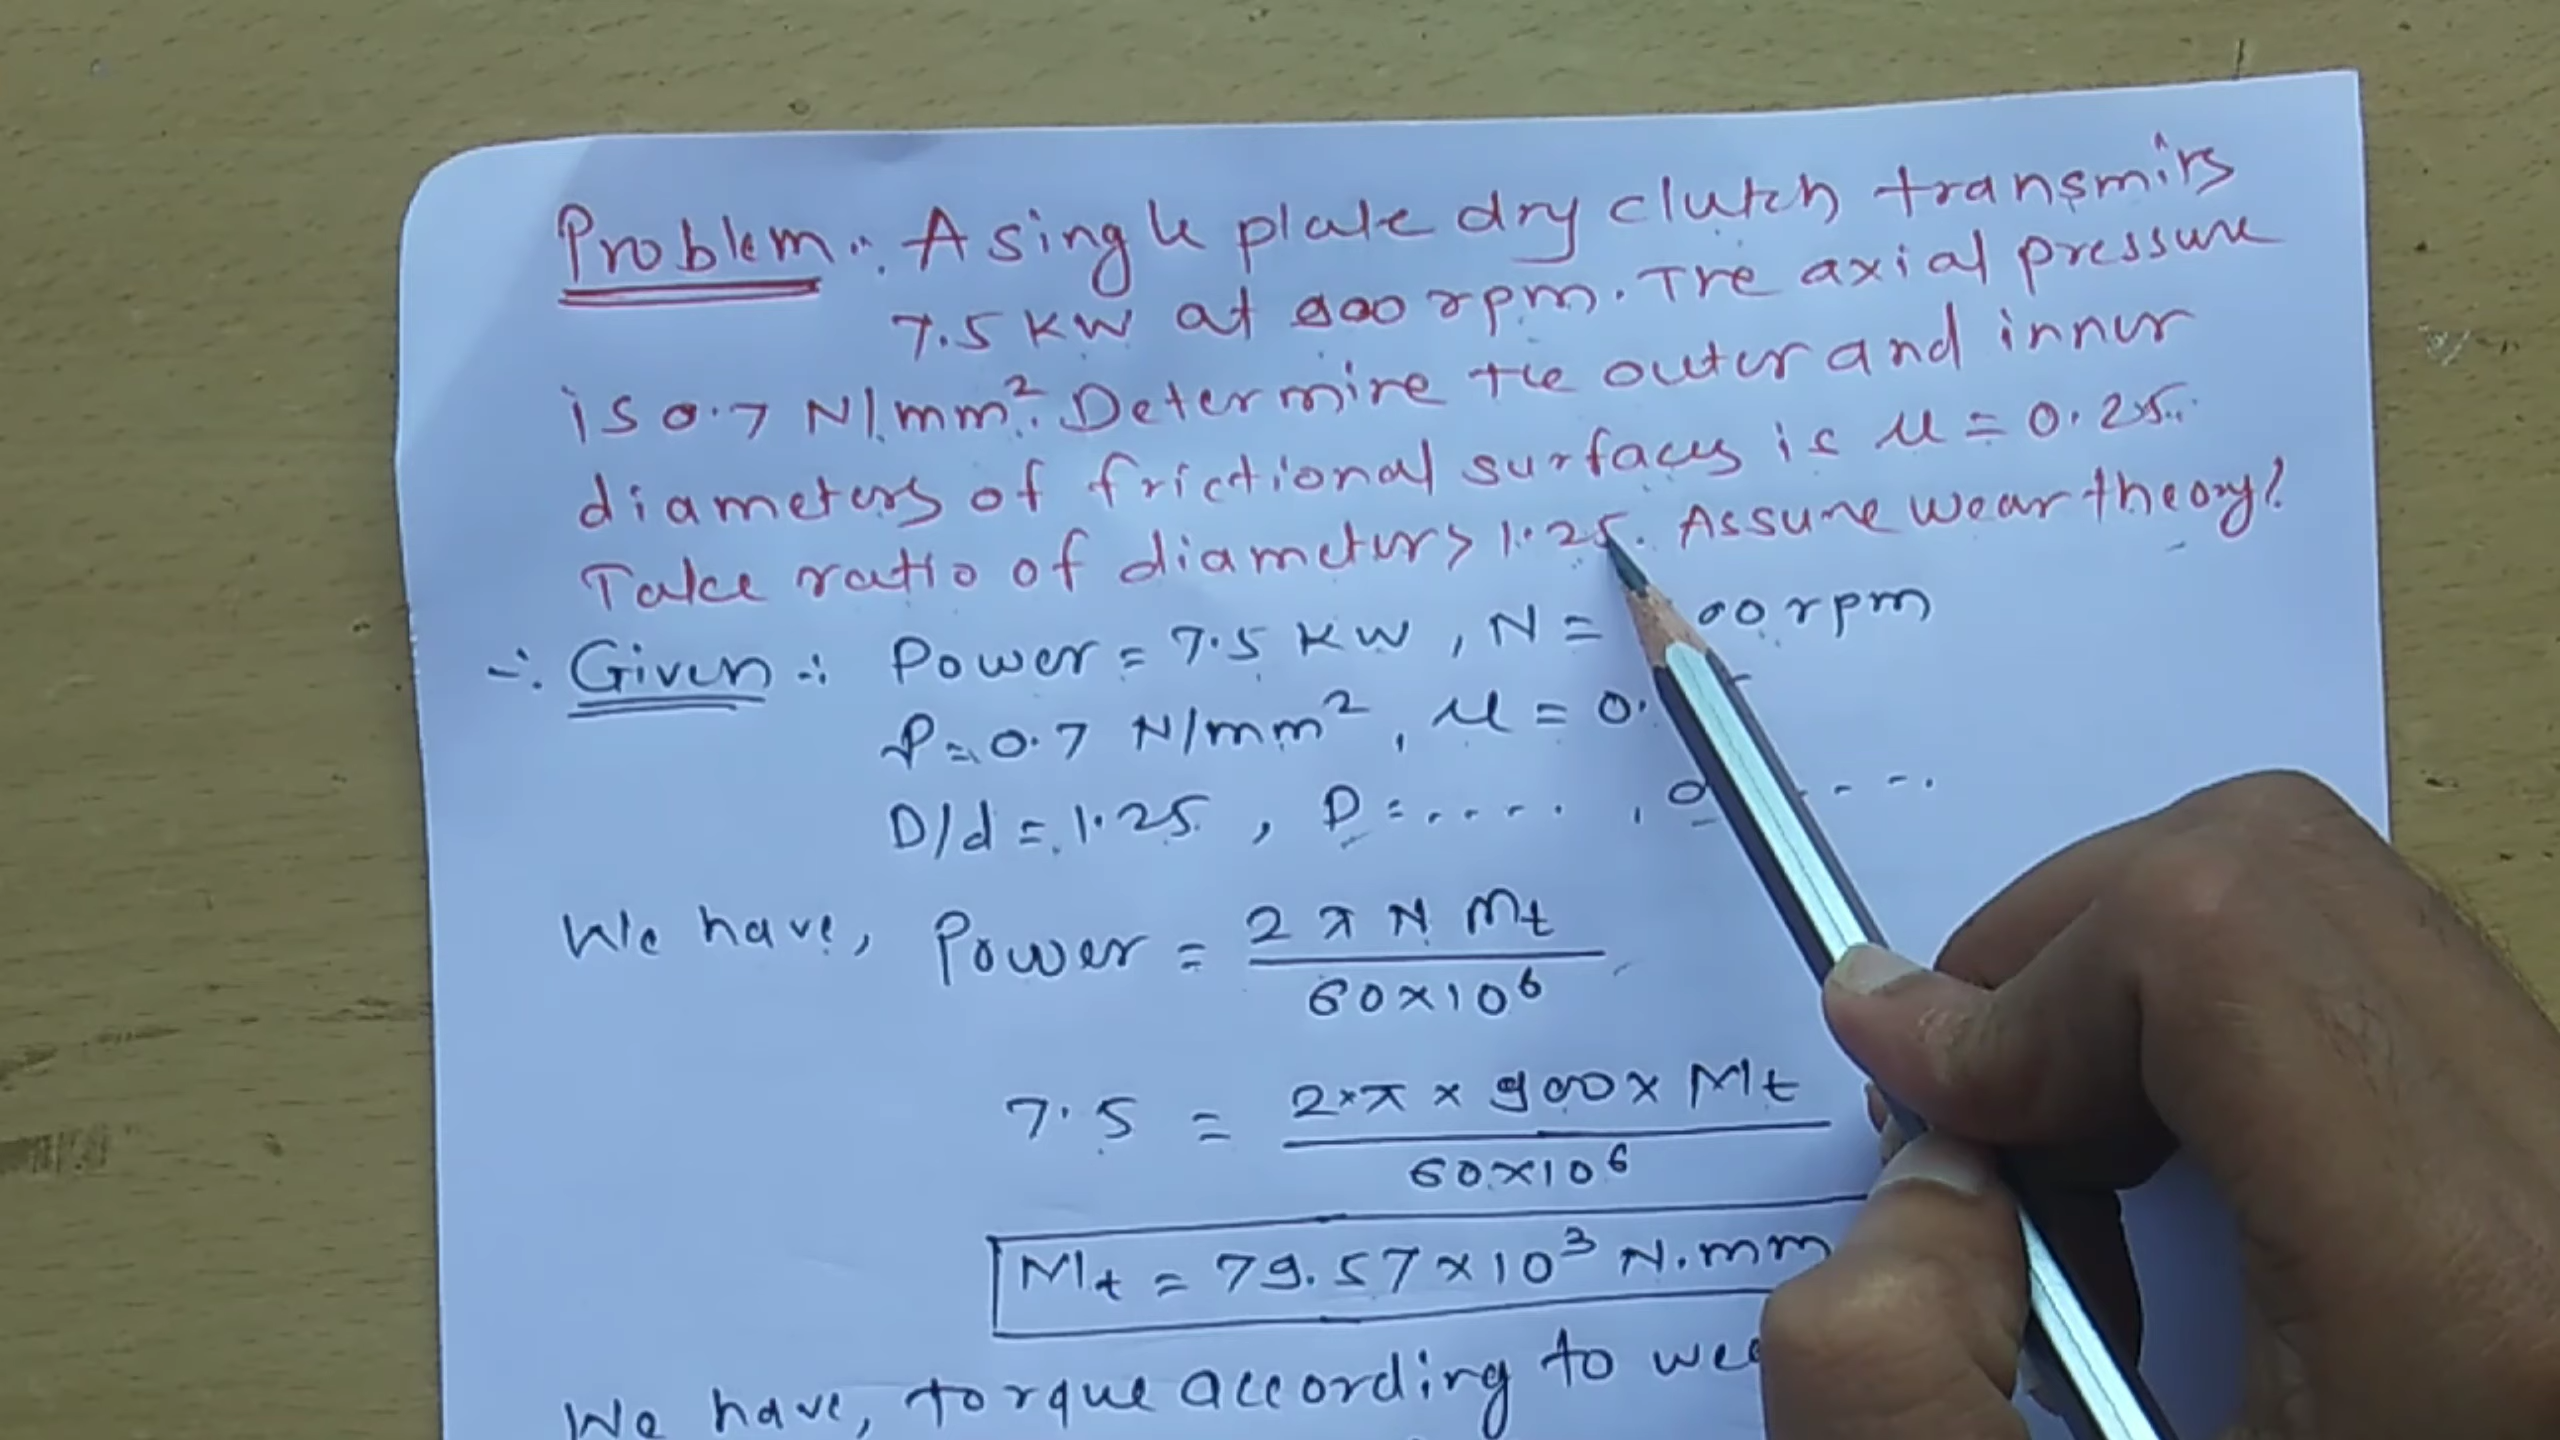 Problem :. A single plate dry clutch transmits
7.5 KW at 900 rpm. The axial pressure
is 0.7 N/mm². Determine the outer and inner
diameters of frictional surfaces is μ = 0.25.
Take ratio of diameters 1.25. Assume wear theory?
∴ Given ∴ Power = 7.5 KW , N = 00 rpm
P = 0.7 N/mm² , μ = 0.
D/d = 1.25 , D = .... , d ....
We have, Power = 2 π N Mt / 60×10⁶
7.5 = 2×π × 900 × Mt / 60×10⁶
Mt = 79.57×10³ N.mm
We have, torque according to